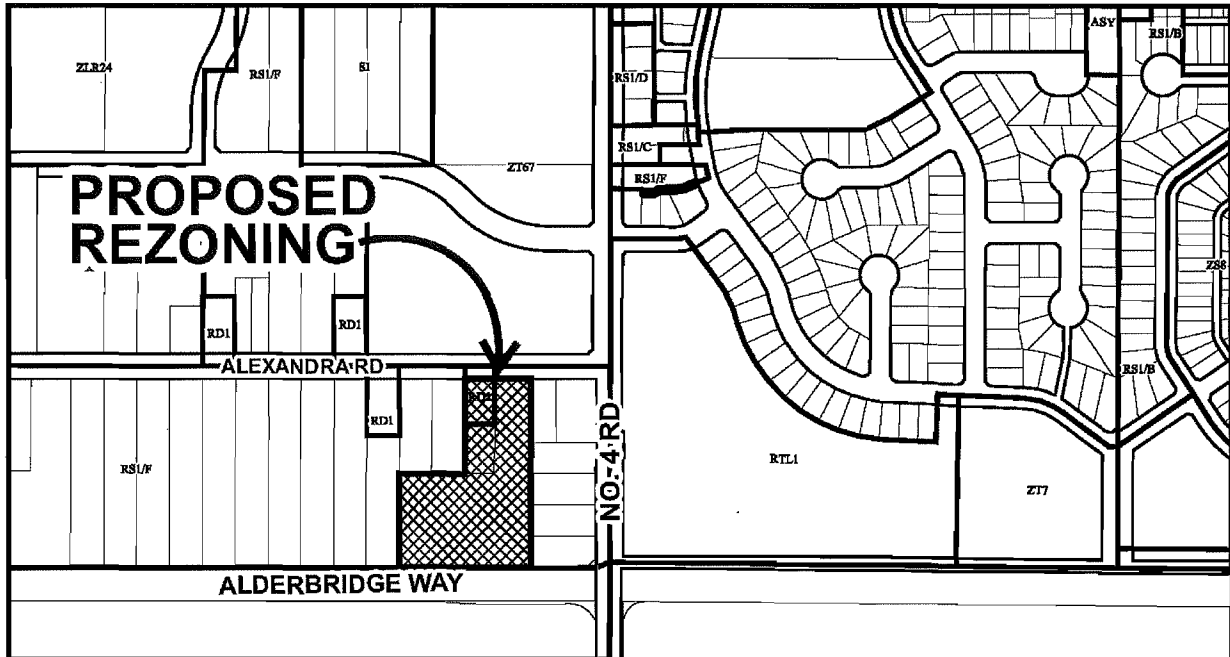 ASY
RS1/B
ZLR24
RS1/F
S1
RS1/D
RS1/C
ZT67
RS1/F
PROPOSED
REZONING
ZS8
RD1
RD1
ALEXANDRA RD
RS1/B
RD1
NO. 4 RD
RS1/F
RTL1
ZT7
ALDERBRIDGE WAY